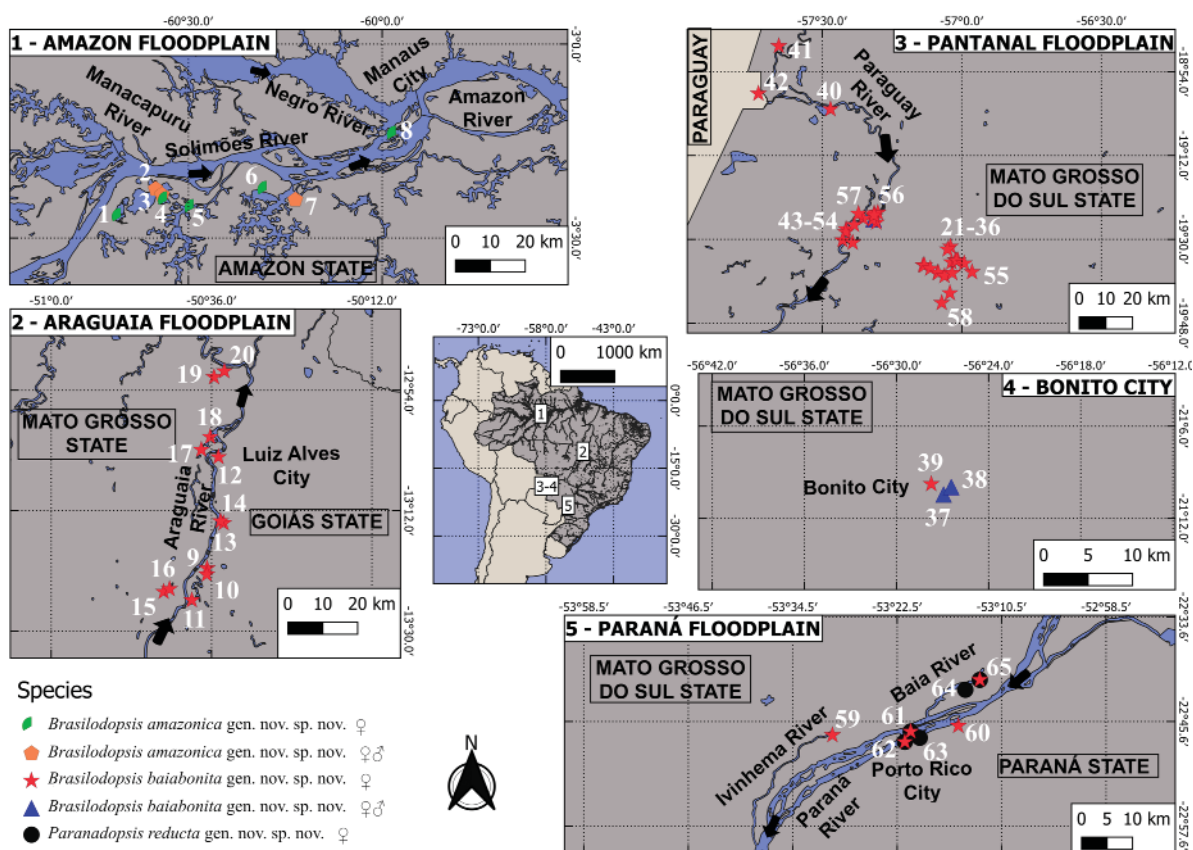 -60°30.0'
-60°0.0'
1 - AMAZON FLOODPLAIN
-3°0.0'
-3°30.0'
Manacapuru
River
Negro River
Manaus
City
Amazon
River
Solimões River
1
2
3
4
5
6
7
8
0 10 20 km
AMAZON STATE
-57°30.0'
-57°0.0'
-56°30.0'
3 - PANTANAL FLOODPLAIN
PARAGUAY
Paraguay
River
MATO GROSSO
DO SUL STATE
41
42
40
57
56
43-54
21-36
55
58
-18°54.0'
-19°12.0'
-19°30.0'
-19°48.0'
0 10 20 km
-51°0.0'
-50°36.0'
-50°12.0'
2 - ARAGUAIA FLOODPLAIN
MATO GROSSO
STATE
Luiz Alves
City
Araguaia
River
GOIÁS STATE
20
19
18
17
12
14
13
9
10
16
15
11
-13°12.0'
-13°30.0'
0 10 20 km
-73°0.0'
-58°0.0'
-43°0.0'
0 1000 km
1
2
3-4
5
0°0.0'
-15°0.0'
-30°0.0'
-56°42.0'
-56°36.0'
-56°30.0'
-56°24.0'
-56°18.0'
-56°12.0'
MATO GROSSO
DO SUL STATE
4 - BONITO CITY
Bonito City
39
38
37
-21°6.0'
-21°12.0'
0 5 10 km
-53°58.5'
-53°46.5'
-53°34.5'
-53°22.5'
-53°10.5'
-52°58.5'
5 - PARANÁ FLOODPLAIN
MATO GROSSO
DO SUL STATE
Baia River
Ivinhema River
Parana
River
Porto Rico
City
PARANÁ STATE
65
64
59
61
60
62
63
-22°33.6'
-22°45.6'
-22°57.6'
0 5 10 km
N
Species
Brasilodopsis amazonica gen. nov. sp. nov. ♀
Brasilodopsis amazonica gen. nov. sp. nov. ♀♂
Brasilodopsis baiabonita gen. nov. sp. nov. ♀
Brasilodopsis baiabonita gen. nov. sp. nov. ♀♂
Paranadopsis reducta gen. nov. sp. nov. ♀